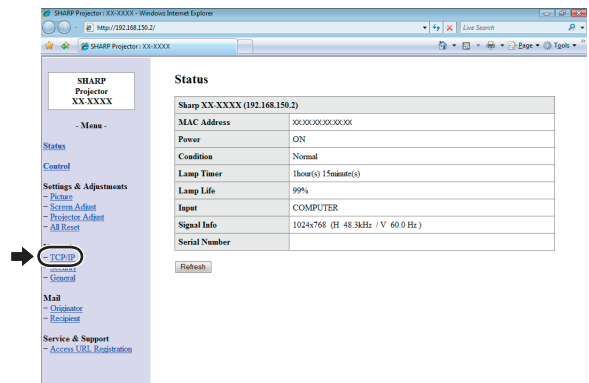 SHARP Projector : XX-XXXX - Windows Internet Explorer
http://192.168.150.2/
Live Search
SHARP Projector : XX-XXXX
Page
Tools
SHARP
Projector
XX-XXXX
- Menu -
Status
Control
Settings & Adjustments
– Picture
– Screen Adjust
– Projector Adjust
– All Reset
– TCP/IP
– General
Mail
– Originator
– Recipient
Service & Support
– Access URL Registration
Status
Sharp XX-XXXX (192.168.150.2)
MAC Address XX:XX:XX:XX:XX:XX
Power ON
Condition Normal
Lamp Timer 1hour(s) 15minute(s)
Lamp Life 99%
Input COMPUTER
Signal Info 1024x768 (H 48.3kHz / V 60.0 Hz )
Serial Number
Refresh